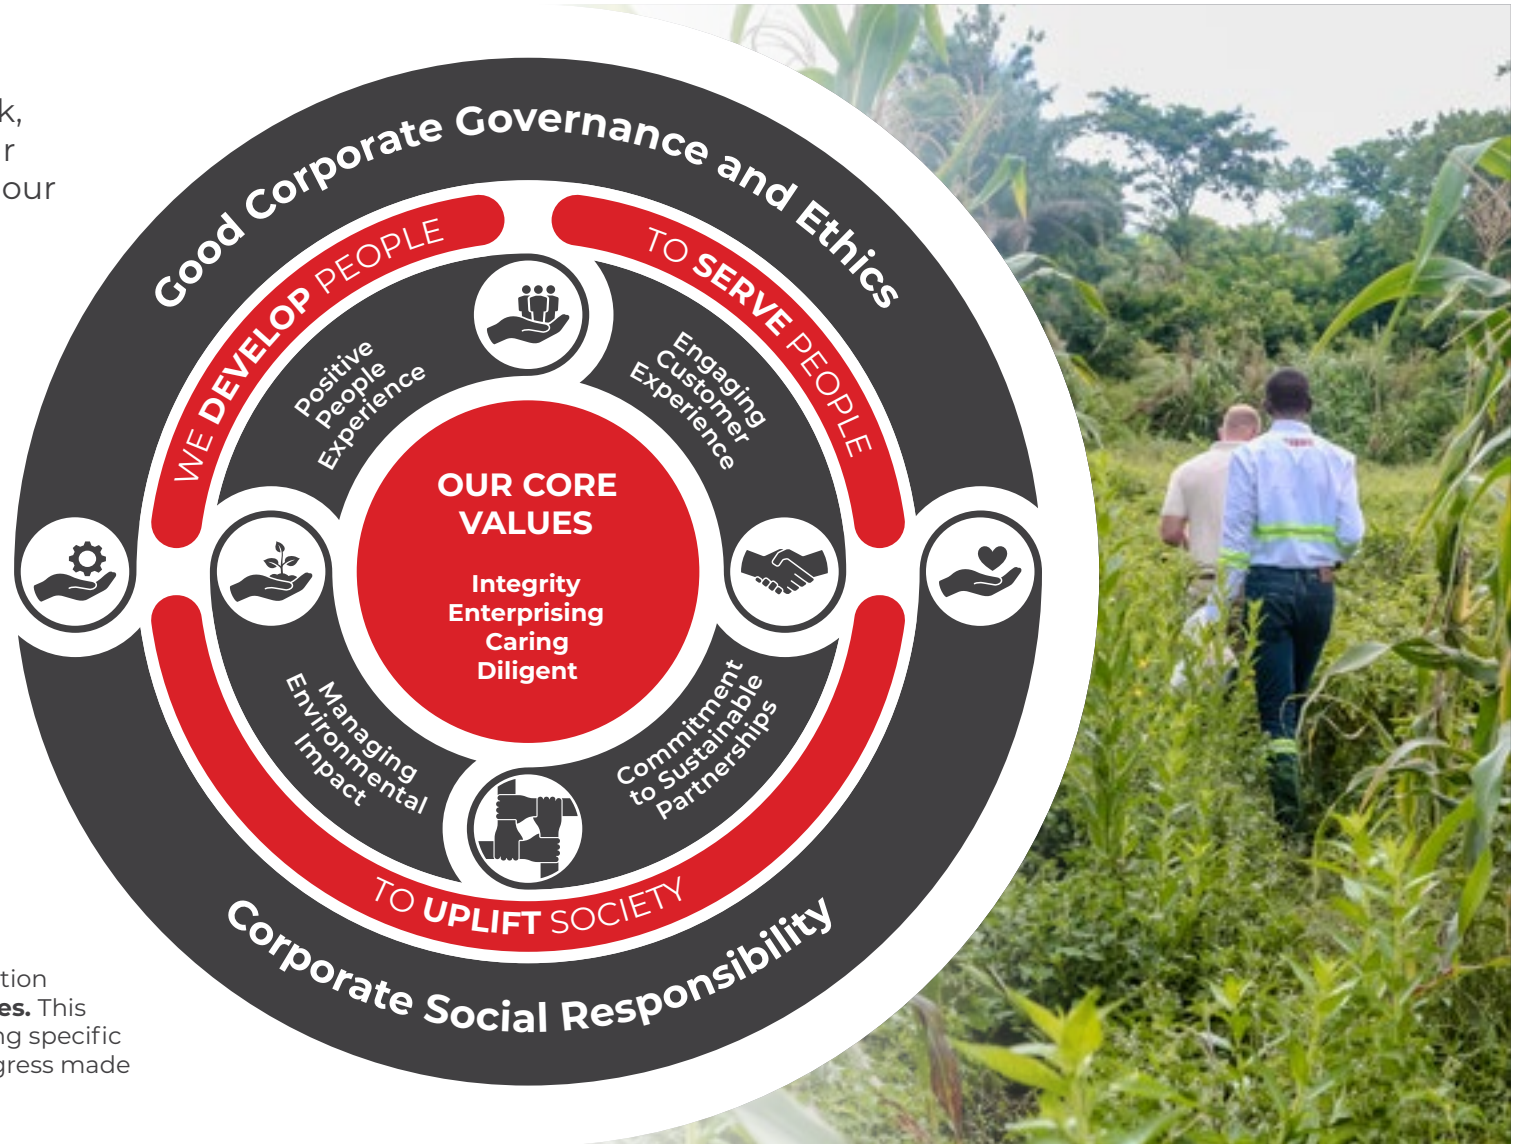 k,
r
our
Good Corporate Governance and Ethics
WE DEVELOP PEOPLE
TO SERVE PEOPLE
Positive
People
Experience
Engaging
Customer
Experience
OUR CORE
VALUES
Integrity
Enterprising
Caring
Diligent
Managing
Environmental
Impact
Commitment
to Sustainable
Partnerships
TO UPLIFT SOCIETY
Corporate Social Responsibility
tion
es. This
ng specific
gress made